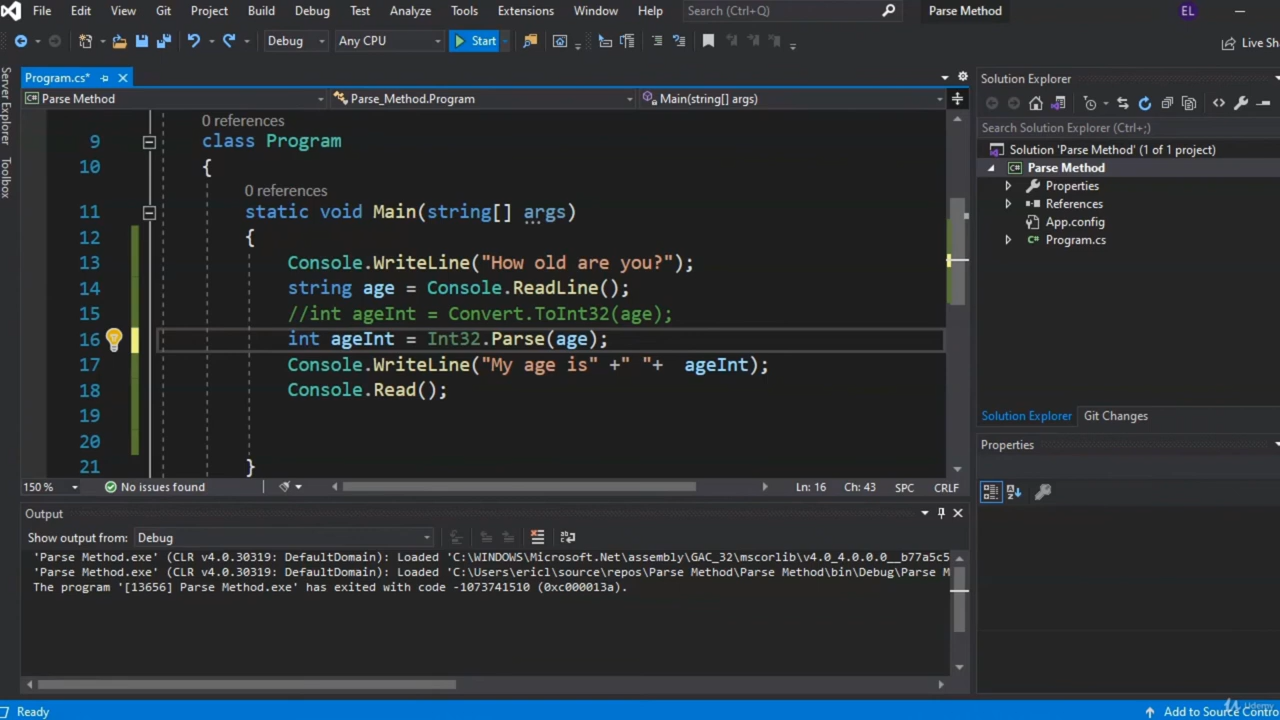 File Edit View Git Project Build Debug Test Analyze Tools Extensions Window Help Search (Ctrl+Q) Parse Method EL
Debug Any CPU Start Live Sh
Server Explorer
Toolbox
Program.cs*
Parse Method Parse_Method.Program Main(string[] args)
0 references
9 class Program
10 {
0 references
11 static void Main(string[] args)
12 {
13 Console.WriteLine("How old are you?");
14 string age = Console.ReadLine();
15 //int ageInt = Convert.ToInt32(age);
16 int ageInt = Int32.Parse(age);
17 Console.WriteLine("My age is" +" "+  ageInt);
18 Console.Read();
19
20
21 }
150 % No issues found Ln: 16 Ch: 43 SPC CRLF
Output
Show output from: Debug
'Parse Method.exe' (CLR v4.0.30319: DefaultDomain): Loaded 'C:\WINDOWS\Microsoft.Net\assembly\GAC_32\mscorlib\v4.0_4.0.0.0__b77a5c5
'Parse Method.exe' (CLR v4.0.30319: DefaultDomain): Loaded 'C:\Users\ericl\source\repos\Parse Method\Parse Method\bin\Debug\Parse M
The program '[13656] Parse Method.exe' has exited with code -1073741510 (0xc000013a).
Solution Explorer
Search Solution Explorer (Ctrl+;)
Solution 'Parse Method' (1 of 1 project)
Parse Method
Properties
References
App.config
Program.cs
Solution Explorer Git Changes
Properties
Ready Add to Source Contro
Udemy